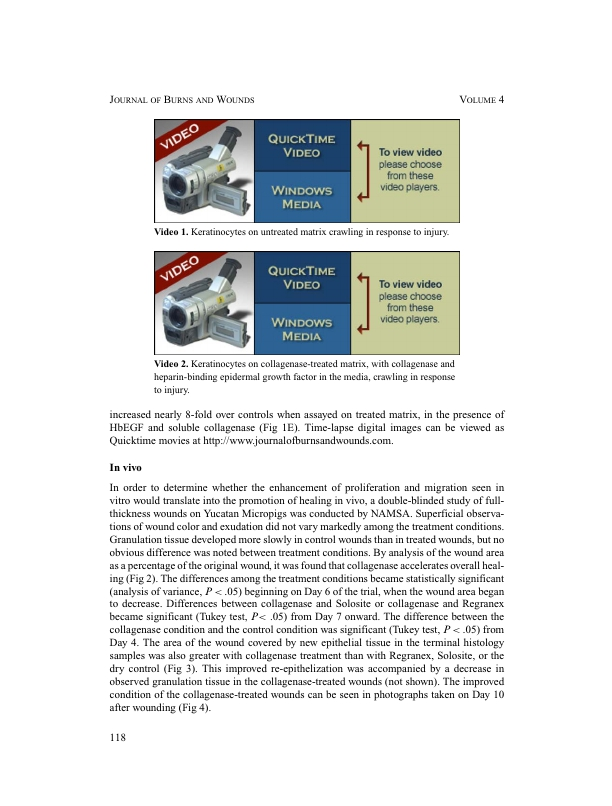 JOURNAL OF BURNS AND WOUNDS VOLUME 4
VIDEO
QUICKTIME
VIDEO
WINDOWS
MEDIA
To view video
please choose
from these
video players.
Video 1. Keratinocytes on untreated matrix crawling in response to injury.
VIDEO
QUICKTIME
VIDEO
WINDOWS
MEDIA
To view video
please choose
from these
video players.
Video 2. Keratinocytes on collagenase-treated matrix, with collagenase and
heparin-binding epidermal growth factor in the media, crawling in response
to injury.
increased nearly 8-fold over controls when assayed on treated matrix, in the presence of
HbEGF and soluble collagenase (Fig 1E). Time-lapse digital images can be viewed as
Quicktime movies at http://www.journalofburnsandwounds.com.
In vivo
In order to determine whether the enhancement of proliferation and migration seen in
vitro would translate into the promotion of healing in vivo, a double-blinded study of full-
thickness wounds on Yucatan Micropigs was conducted by NAMSA. Superficial observa-
tions of wound color and exudation did not vary markedly among the treatment conditions.
Granulation tissue developed more slowly in control wounds than in treated wounds, but no
obvious difference was noted between treatment conditions. By analysis of the wound area
as a percentage of the original wound, it was found that collagenase accelerates overall heal-
ing (Fig 2). The differences among the treatment conditions became statistically significant
(analysis of variance, P < .05) beginning on Day 6 of the trial, when the wound area began
to decrease. Differences between collagenase and Solosite or collagenase and Regranex
became significant (Tukey test, P< .05) from Day 7 onward. The difference between the
collagenase condition and the control condition was significant (Tukey test, P < .05) from
Day 4. The area of the wound covered by new epithelial tissue in the terminal histology
samples was also greater with collagenase treatment than with Regranex, Solosite, or the
dry control (Fig 3). This improved re-epithelization was accompanied by a decrease in
observed granulation tissue in the collagenase-treated wounds (not shown). The improved
condition of the collagenase-treated wounds can be seen in photographs taken on Day 10
after wounding (Fig 4).
118